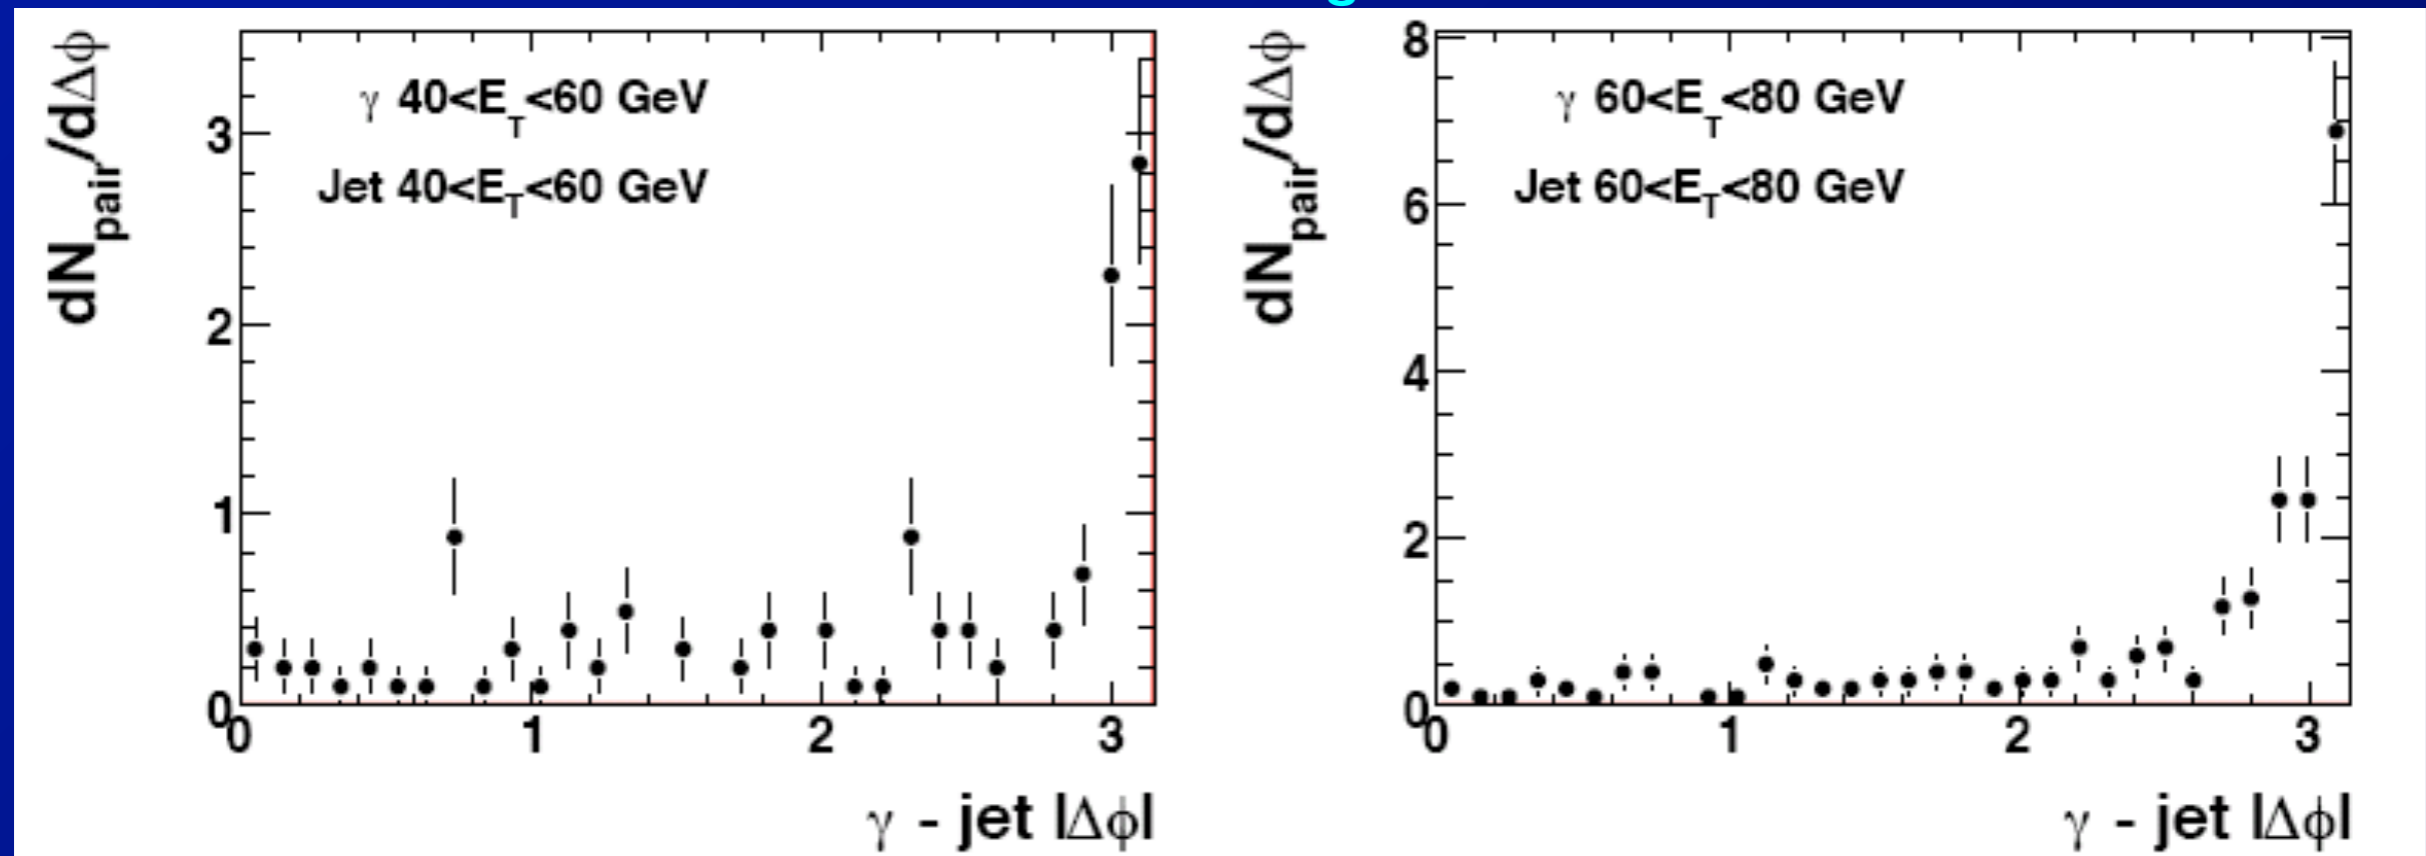 dN_pair/dΔϕ
γ 40<E_T<60 GeV
Jet 40<E_T<60 GeV
3
2
1
0
0 1 2 3
γ - jet |Δϕ|
dN_pair/dΔϕ
γ 60<E_T<80 GeV
Jet 60<E_T<80 GeV
8
6
4
2
0
0 1 2 3
γ - jet |Δϕ|